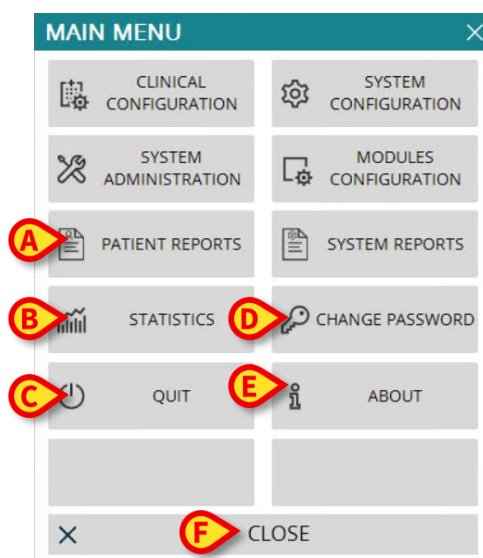 MAIN MENU
CLINICAL
CONFIGURATION
SYSTEM
CONFIGURATION
SYSTEM
ADMINISTRATION
MODULES
CONFIGURATION
A
PATIENT REPORTS
SYSTEM REPORTS
B
STATISTICS
D
CHANGE PASSWORD
C
QUIT
E
ABOUT
F
CLOSE